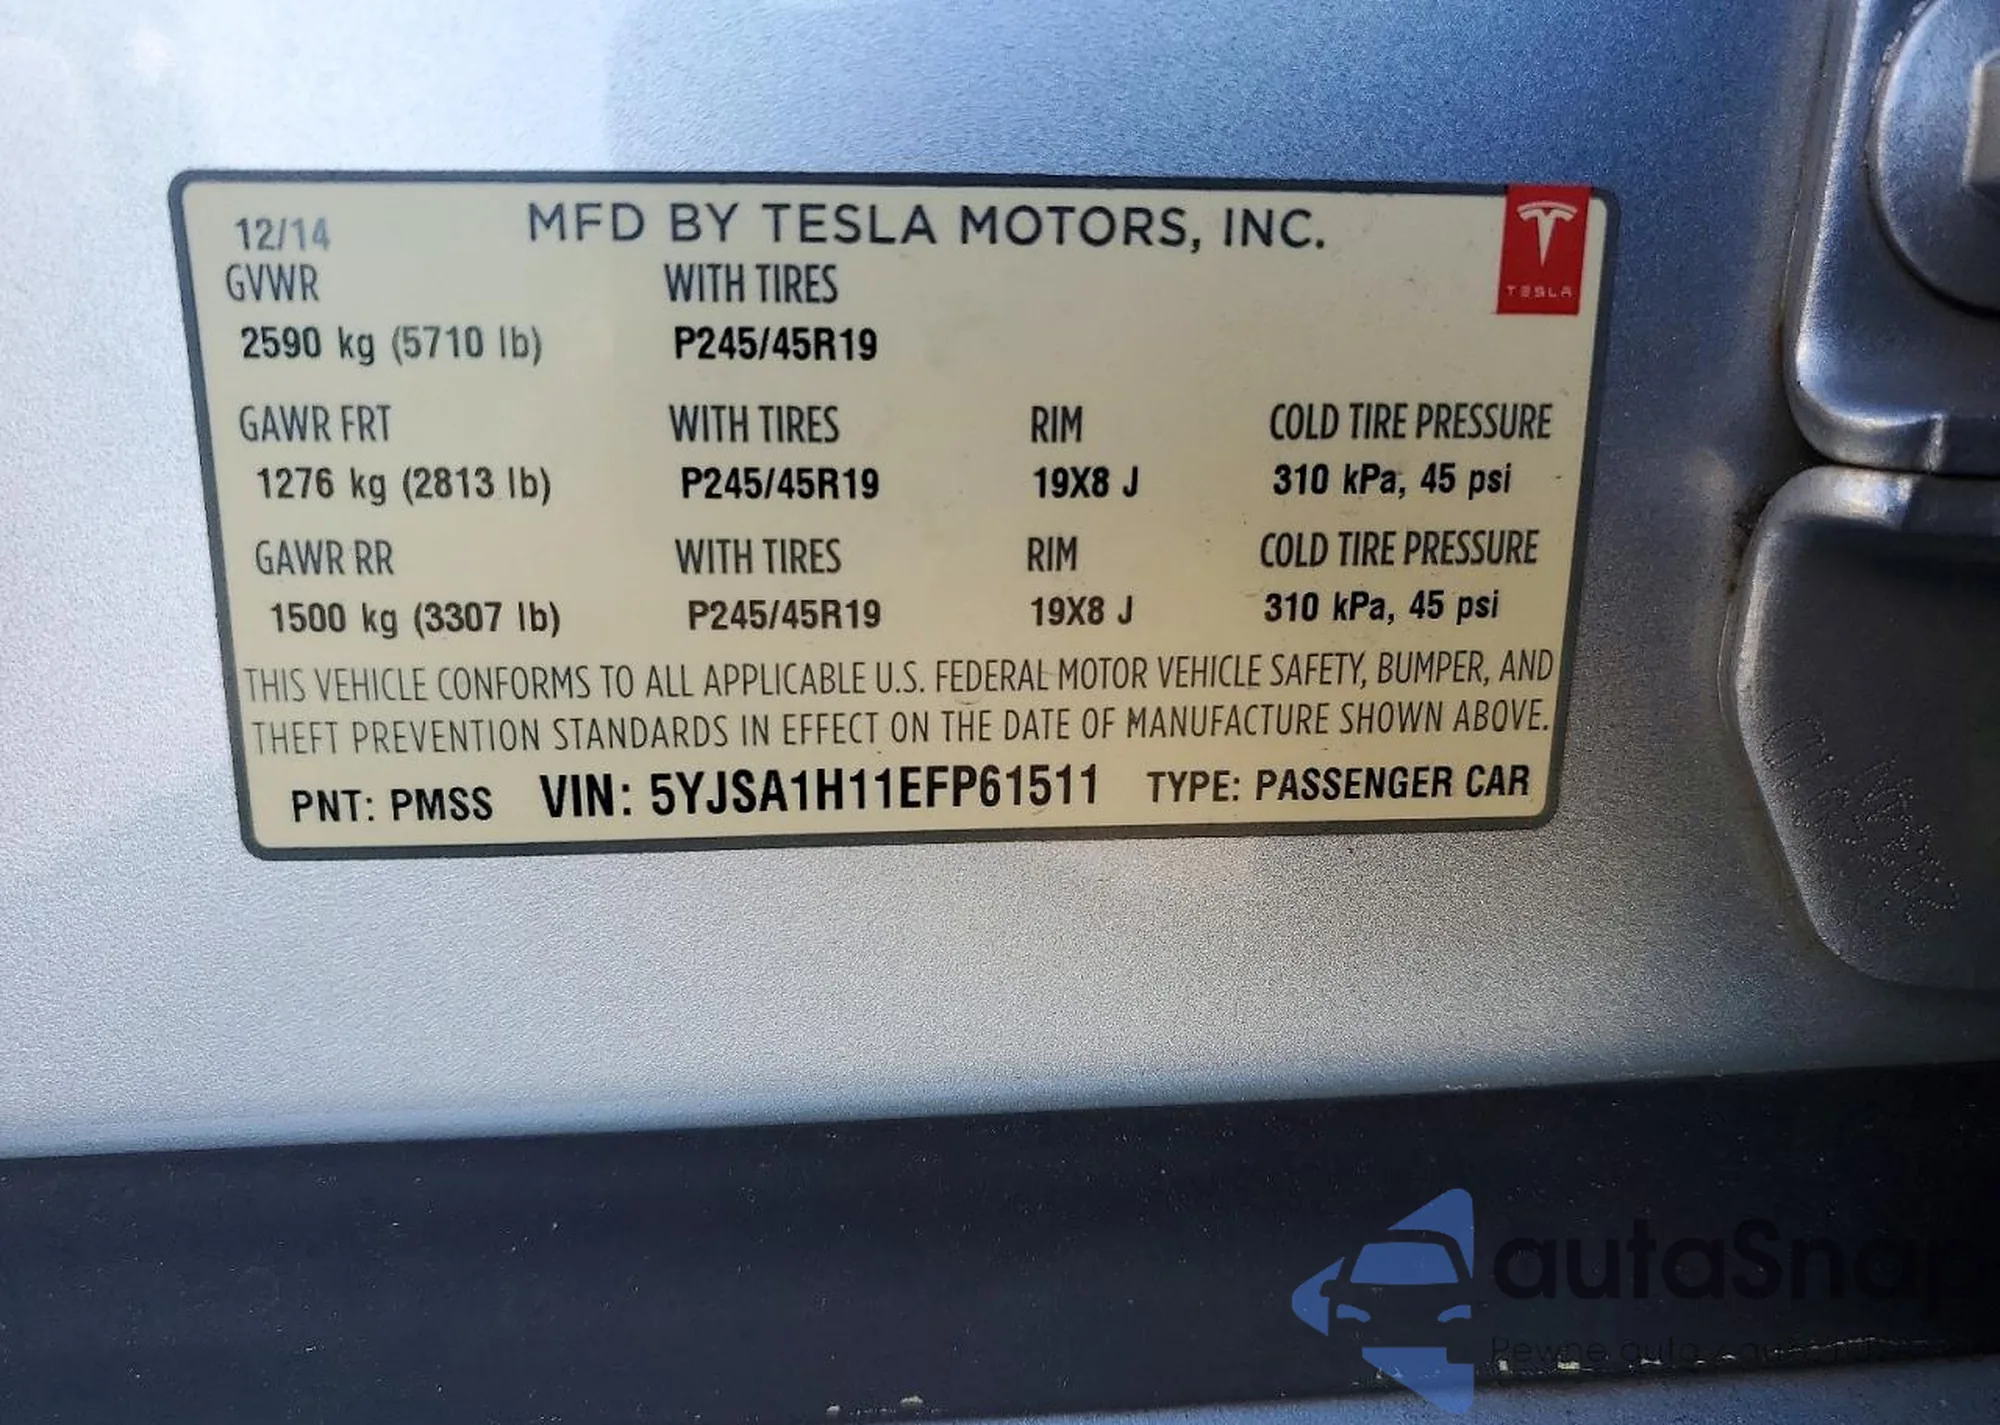 12/14 MFD BY TESLA MOTORS, INC.
TESLA
GVWR WITH TIRES
2590 kg (5710 lb) P245/45R19
GAWR FRT WITH TIRES RIM COLD TIRE PRESSURE
1276 kg (2813 lb) P245/45R19 19X8 J 310 kPa, 45 psi
GAWR RR WITH TIRES RIM COLD TIRE PRESSURE
1500 kg (3307 lb) P245/45R19 19X8 J 310 kPa, 45 psi
THIS VEHICLE CONFORMS TO ALL APPLICABLE U.S. FEDERAL MOTOR VEHICLE SAFETY, BUMPER, AND
THEFT PREVENTION STANDARDS IN EFFECT ON THE DATE OF MANUFACTURE SHOWN ABOVE.
PNT: PMSS VIN: 5YJSA1H11EFP61511 TYPE: PASSENGER CAR
autaSnap
Pewne auta